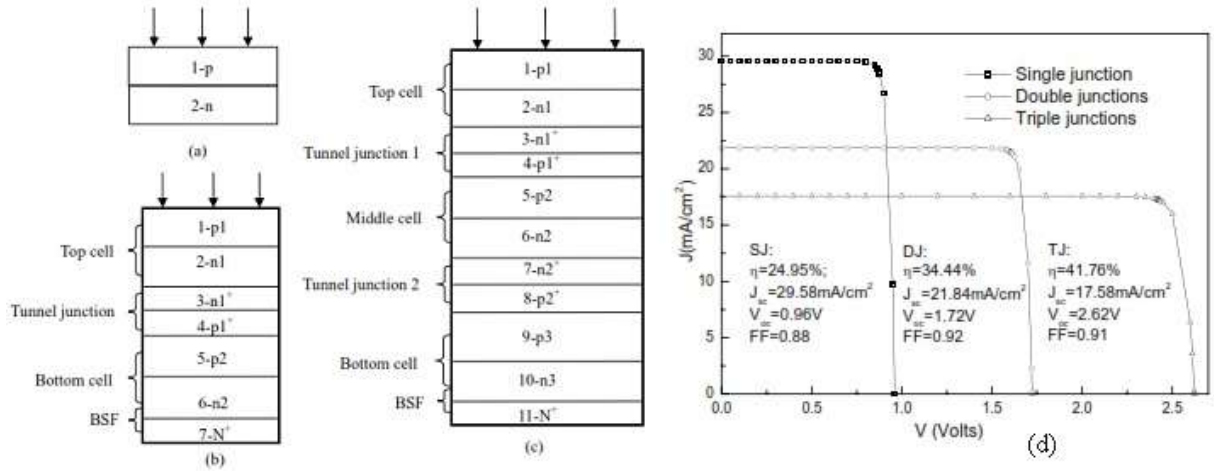 1-p
2-n
(a)
Top cell
1-p1
2-n1
Tunnel junction
3-n1⁺
4-p1⁺
Bottom cell
5-p2
6-n2
BSF
7-N⁺
(b)
Top cell
1-p1
2-n1
Tunnel junction 1
3-n1⁺
4-p1⁺
Middle cell
5-p2
6-n2
Tunnel junction 2
7-n2⁺
8-p2⁺
Bottom cell
9-p3
10-n3
BSF
11-N⁺
(c)
J(mA/cm²)
30
25
20
15
10
5
0
Single junction
Double junctions
Triple junctions
SJ:
η=24.95%;
J_sc=29.58mA/cm²
V_oc=0.96V
FF=0.88
DJ:
η=34.44%
J_sc=21.84mA/cm²
V_oc=1.72V
FF=0.92
TJ:
η=41.76%
J_sc=17.58mA/cm²
V_oc=2.62V
FF=0.91
0.0 0.5 1.0 1.5 2.0 2.5
V (Volts)
(d)